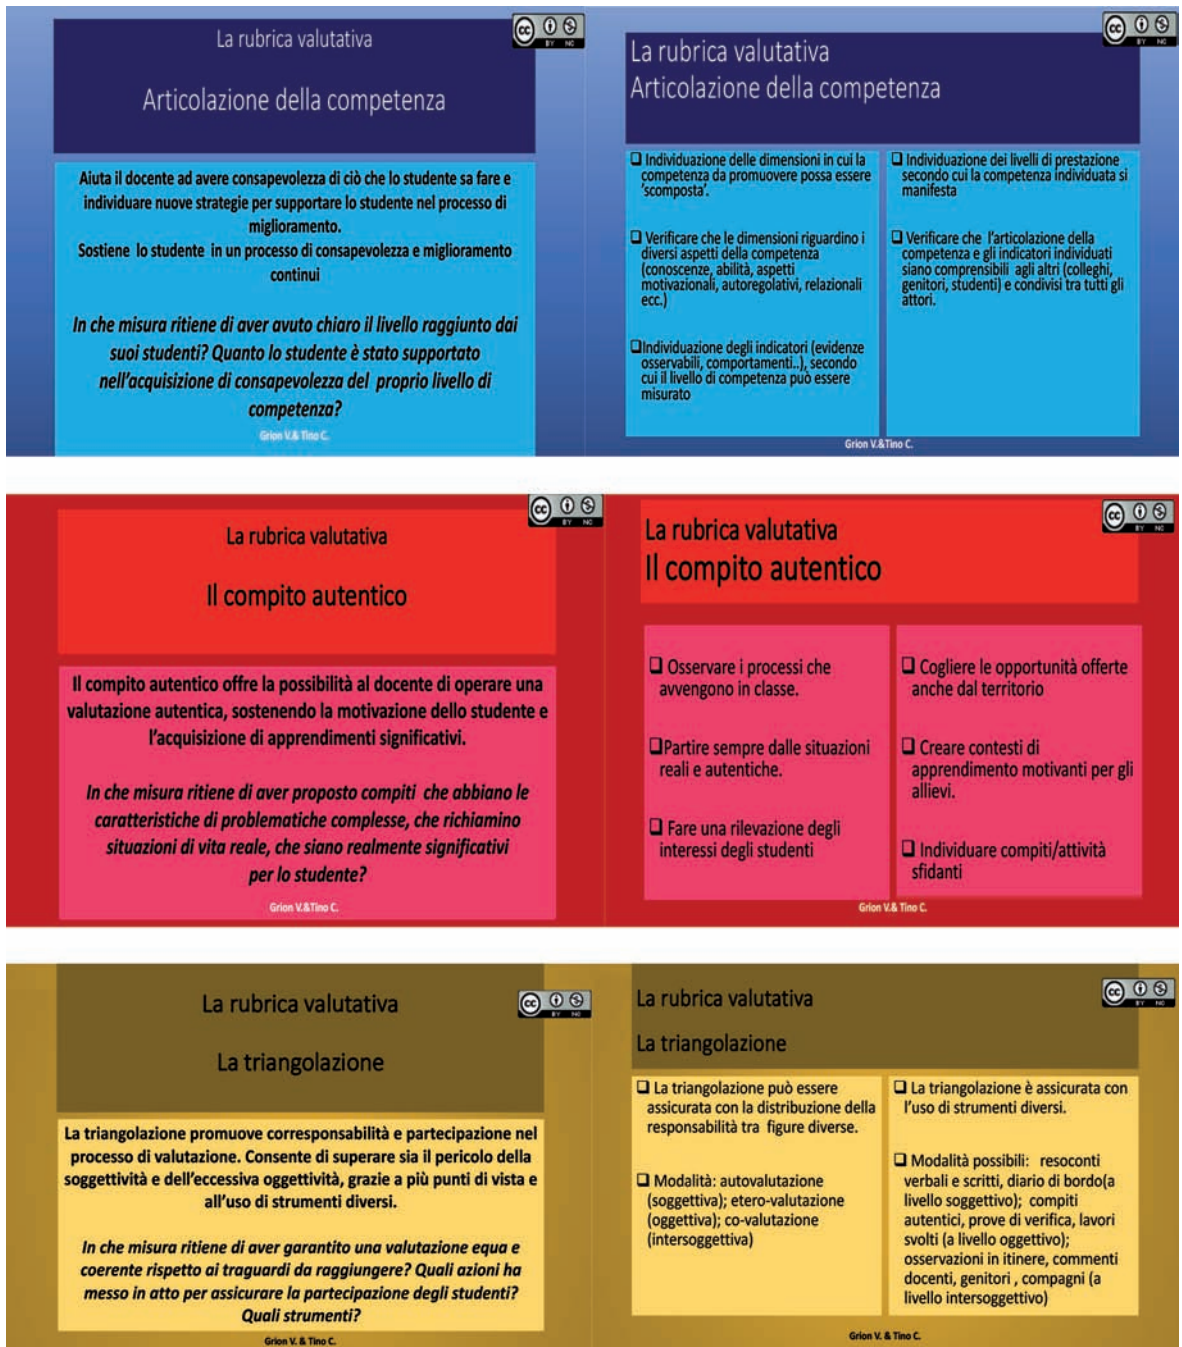 La rubrica valutativa
Articolazione della competenza
cc
BY NC
Aiuta il docente ad avere consapevolezza di ciò che lo studente sa fare e
individuare nuove strategie per supportare lo studente nel processo di
miglioramento.
Sostiene lo studente in un processo di consapevolezza e miglioramento
continui
In che misura ritiene di aver avuto chiaro il livello raggiunto dai
suoi studenti? Quanto lo studente è stato supportato
nell'acquisizione di consapevolezza del proprio livello di
competenza?
Grion V.& Tino C.
La rubrica valutativa
Articolazione della competenza
cc
BY NC
❑ Individuazione delle dimensioni in cui la
competenza da promuovere possa essere
'scomposta'.
❑ Verificare che le dimensioni riguardino i
diversi aspetti della competenza
(conoscenze, abilità, aspetti
motivazionali, autoregolativi, relazionali
ecc.)
❑Individuazione degli indicatori (evidenze
osservabili, comportamenti..), secondo
cui il livello di competenza può essere
misurato
❑ Individuazione dei livelli di prestazione
secondo cui la competenza individuata si
manifesta
❑ Verificare che l'articolazione della
competenza e gli indicatori individuati
siano comprensibili agli altri (colleghi,
genitori, studenti) e condivisi tra tutti gli
attori.
Grion V.&Tino C.
La rubrica valutativa
Il compito autentico
cc
BY NC
Il compito autentico offre la possibilità al docente di operare una
valutazione autentica, sostenendo la motivazione dello studente e
l'acquisizione di apprendimenti significativi.
In che misura ritiene di aver proposto compiti che abbiano le
caratteristiche di problematiche complesse, che richiamino
situazioni di vita reale, che siano realmente significativi
per lo studente?
Grion V.&Tino C.
La rubrica valutativa
Il compito autentico
cc
BY NC
❑ Osservare i processi che
avvengono in classe.
❑Partire sempre dalle situazioni
reali e autentiche.
❑ Fare una rilevazione degli
interessi degli studenti
❑ Cogliere le opportunità offerte
anche dal territorio
❑ Creare contesti di
apprendimento motivanti per gli
allievi.
❑ Individuare compiti/attività
sfidanti
Grion V.& Tino C.
La rubrica valutativa
La triangolazione
cc
BY NC
La triangolazione promuove corresponsabilità e partecipazione nel
processo di valutazione. Consente di superare sia il pericolo della
soggettività e dell'eccessiva oggettività, grazie a più punti di vista e
all'uso di strumenti diversi.
In che misura ritiene di aver garantito una valutazione equa e
coerente rispetto ai traguardi da raggiungere? Quali azioni ha
messo in atto per assicurare la partecipazione degli studenti?
Quali strumenti?
Grion V. & Tino C.
La rubrica valutativa
La triangolazione
cc
BY NC
❑ La triangolazione può essere
assicurata con la distribuzione della
responsabilità tra figure diverse.
❑ Modalità: autovalutazione
(soggettiva); etero-valutazione
(oggettiva); co-valutazione
(intersoggettiva)
❑ La triangolazione è assicurata con
l'uso di strumenti diversi.
❑ Modalità possibili: resoconti
verbali e scritti, diario di bordo(a
livello soggettivo); compiti
autentici, prove di verifica, lavori
svolti (a livello oggettivo);
osservazioni in itinere, commenti
docenti, genitori , compagni (a
livello intersoggettivo)
Grion V. & Tino C.